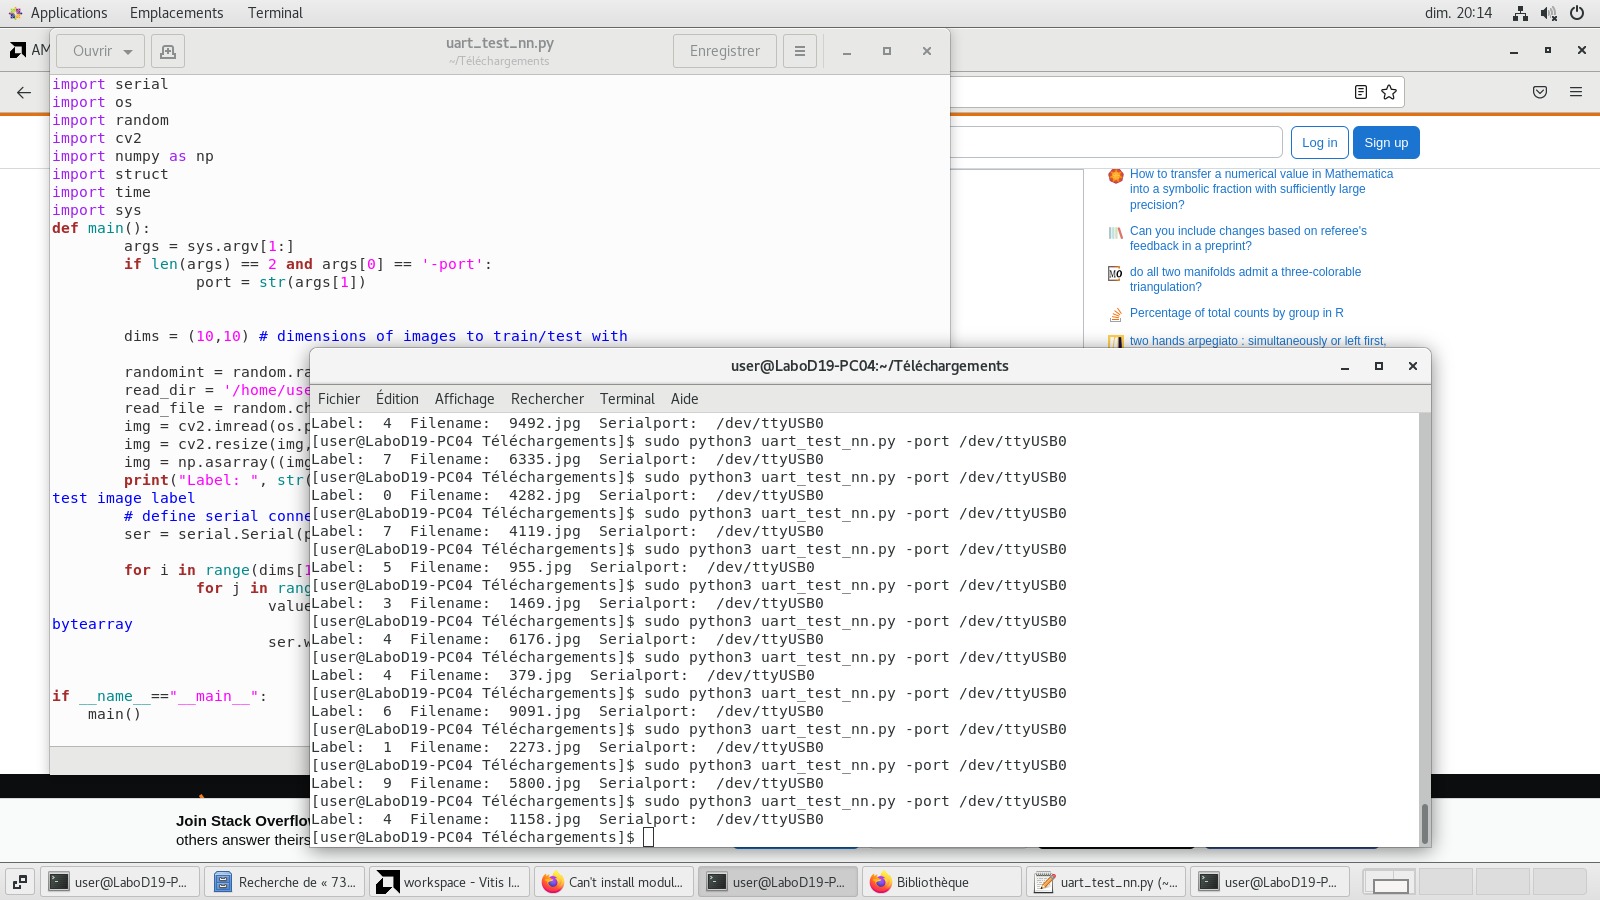 Applications Emplacements Terminal dim. 20:14
AM
Ouvrir uart_test_nn.py Enregistrer
~/Téléchargements
import serial
import os
import random
import cv2
import numpy as np
import struct
import time
import sys
def main():
args = sys.argv[1:]
if len(args) == 2 and args[0] == '-port':
port = str(args[1])
dims = (10,10) # dimensions of images to train/test with
randomint = random.ra
read_dir = '/home/use
read_file = random.ch
img = cv2.imread(os.p
img = cv2.resize(img,
img = np.asarray((img
print("Label: ", str(
test image label
# define serial conne
ser = serial.Serial(p
for i in range(dims[1
for j in rang
value
bytearray
ser.w
if __name__=="__main__":
main()
Log in Sign up
How to transfer a numerical value in Mathematica
into a symbolic fraction with sufficiently large
precision?
Can you include changes based on referee's
feedback in a preprint?
do all two manifolds admit a three-colorable
triangulation?
Percentage of total counts by group in R
two hands arpegiato : simultaneously or left first,
user@LaboD19-PC04:~/Téléchargements
Fichier Édition Affichage Rechercher Terminal Aide
Label:  4  Filename:  9492.jpg  Serialport:  /dev/ttyUSB0
[user@LaboD19-PC04 Téléchargements]$ sudo python3 uart_test_nn.py -port /dev/ttyUSB0
Label:  7  Filename:  6335.jpg  Serialport:  /dev/ttyUSB0
[user@LaboD19-PC04 Téléchargements]$ sudo python3 uart_test_nn.py -port /dev/ttyUSB0
Label:  0  Filename:  4282.jpg  Serialport:  /dev/ttyUSB0
[user@LaboD19-PC04 Téléchargements]$ sudo python3 uart_test_nn.py -port /dev/ttyUSB0
Label:  7  Filename:  4119.jpg  Serialport:  /dev/ttyUSB0
[user@LaboD19-PC04 Téléchargements]$ sudo python3 uart_test_nn.py -port /dev/ttyUSB0
Label:  5  Filename:  955.jpg  Serialport:  /dev/ttyUSB0
[user@LaboD19-PC04 Téléchargements]$ sudo python3 uart_test_nn.py -port /dev/ttyUSB0
Label:  3  Filename:  1469.jpg  Serialport:  /dev/ttyUSB0
[user@LaboD19-PC04 Téléchargements]$ sudo python3 uart_test_nn.py -port /dev/ttyUSB0
Label:  4  Filename:  6176.jpg  Serialport:  /dev/ttyUSB0
[user@LaboD19-PC04 Téléchargements]$ sudo python3 uart_test_nn.py -port /dev/ttyUSB0
Label:  4  Filename:  379.jpg  Serialport:  /dev/ttyUSB0
[user@LaboD19-PC04 Téléchargements]$ sudo python3 uart_test_nn.py -port /dev/ttyUSB0
Label:  6  Filename:  9091.jpg  Serialport:  /dev/ttyUSB0
[user@LaboD19-PC04 Téléchargements]$ sudo python3 uart_test_nn.py -port /dev/ttyUSB0
Label:  1  Filename:  2273.jpg  Serialport:  /dev/ttyUSB0
[user@LaboD19-PC04 Téléchargements]$ sudo python3 uart_test_nn.py -port /dev/ttyUSB0
Label:  9  Filename:  5800.jpg  Serialport:  /dev/ttyUSB0
[user@LaboD19-PC04 Téléchargements]$ sudo python3 uart_test_nn.py -port /dev/ttyUSB0
Label:  4  Filename:  1158.jpg  Serialport:  /dev/ttyUSB0
[user@LaboD19-PC04 Téléchargements]$
Join Stack Overflo
others answer theirs
user@LaboD19-P... Recherche de « 73... workspace - Vitis I... Can't install modul... user@LaboD19-P... Bibliothèque uart_test_nn.py (~... user@LaboD19-P...